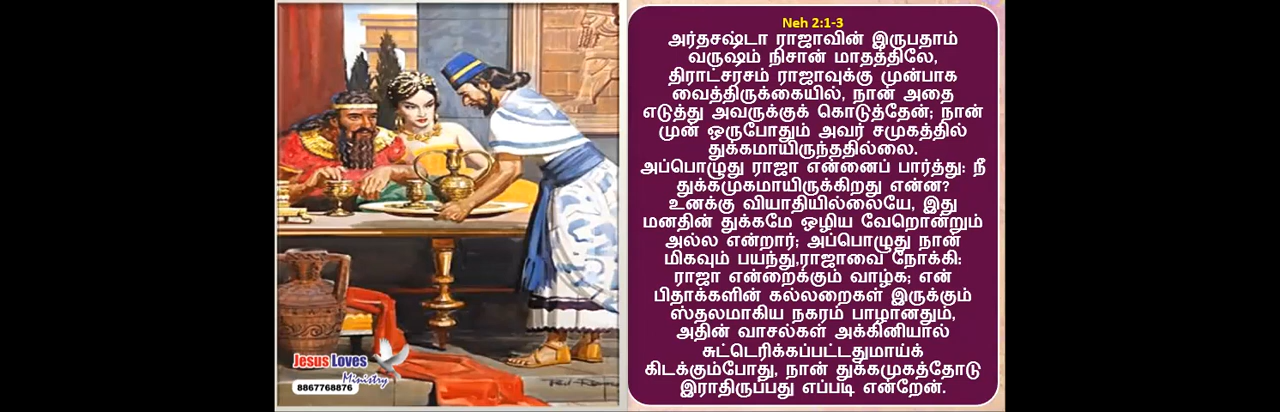 Neh 2:1-3
அர்தசஷ்டா ராஜாவின் இருபதாம்
வருஷம் நிசான் மாதத்திலே,
திராட்சரசம் ராஜாவுக்கு முன்பாக
வைத்திருக்கையில், நான் அதை
எடுத்து அவருக்குக் கொடுத்தேன்; நான்
முன் ஒருபோதும் அவர் சமுகத்தில்
துக்கமாயிருந்ததில்லை.
அப்பொழுது ராஜா என்னைப் பார்த்து: நீ
துக்கமுகமாயிருக்கிறது என்ன?
உனக்கு வியாதியில்லையே, இது
மனதின் துக்கமே ஒழிய வேறொன்றும்
அல்ல என்றார்; அப்பொழுது நான்
மிகவும் பயந்து,ராஜாவை நோக்கி:
ராஜா என்றைக்கும் வாழ்க; என்
பிதாக்களின் கல்லறைகள் இருக்கும்
ஸ்தலமாகிய நகரம் பாழானதும்,
அதின் வாசல்கள் அக்கினியால்
சுட்டெரிக்கப்பட்டதுமாய்க்
கிடக்கும்போது, நான் துக்கமுகத்தோடு
இராதிருப்பது எப்படி என்றேன்.
Jesus Loves
Ministry
8867768876